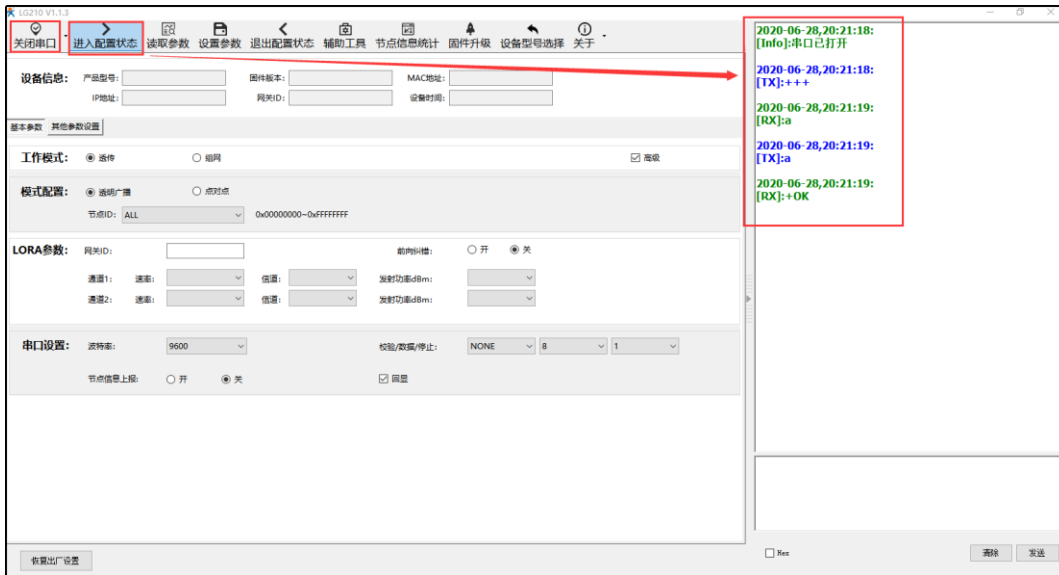 LG210 V1.1.3
关闭串口 进入配置状态 读取参数 设置参数 退出配置状态 辅助工具 节点信息统计 固件升级 设备型号选择 关于
设备信息: 产品型号: 固件版本: MAC地址:
IP地址: 网关ID: 设备时间:
基本参数 其他参数设置
工作模式: 透传 组网 高级
模式配置: 透明广播 点对点
节点ID: ALL 0x00000000~0xFFFFFFFF
LORA参数: 网关ID: 前向纠错: 开 关
通道1: 速率: 信道: 发射功率dBm:
通道2: 速率: 信道: 发射功率dBm:
串口设置: 波特率: 9600 校验/数据/停止: NONE 8 1
节点信息上报: 开 关 回显
恢复出厂设置
2020-06-28,20:21:18:
[Info]:串口已打开
2020-06-28,20:21:18:
[TX]:+++
2020-06-28,20:21:19:
[RX]:a
2020-06-28,20:21:19:
[TX]:a
2020-06-28,20:21:19:
[RX]:+OK
Hex 清除 发送